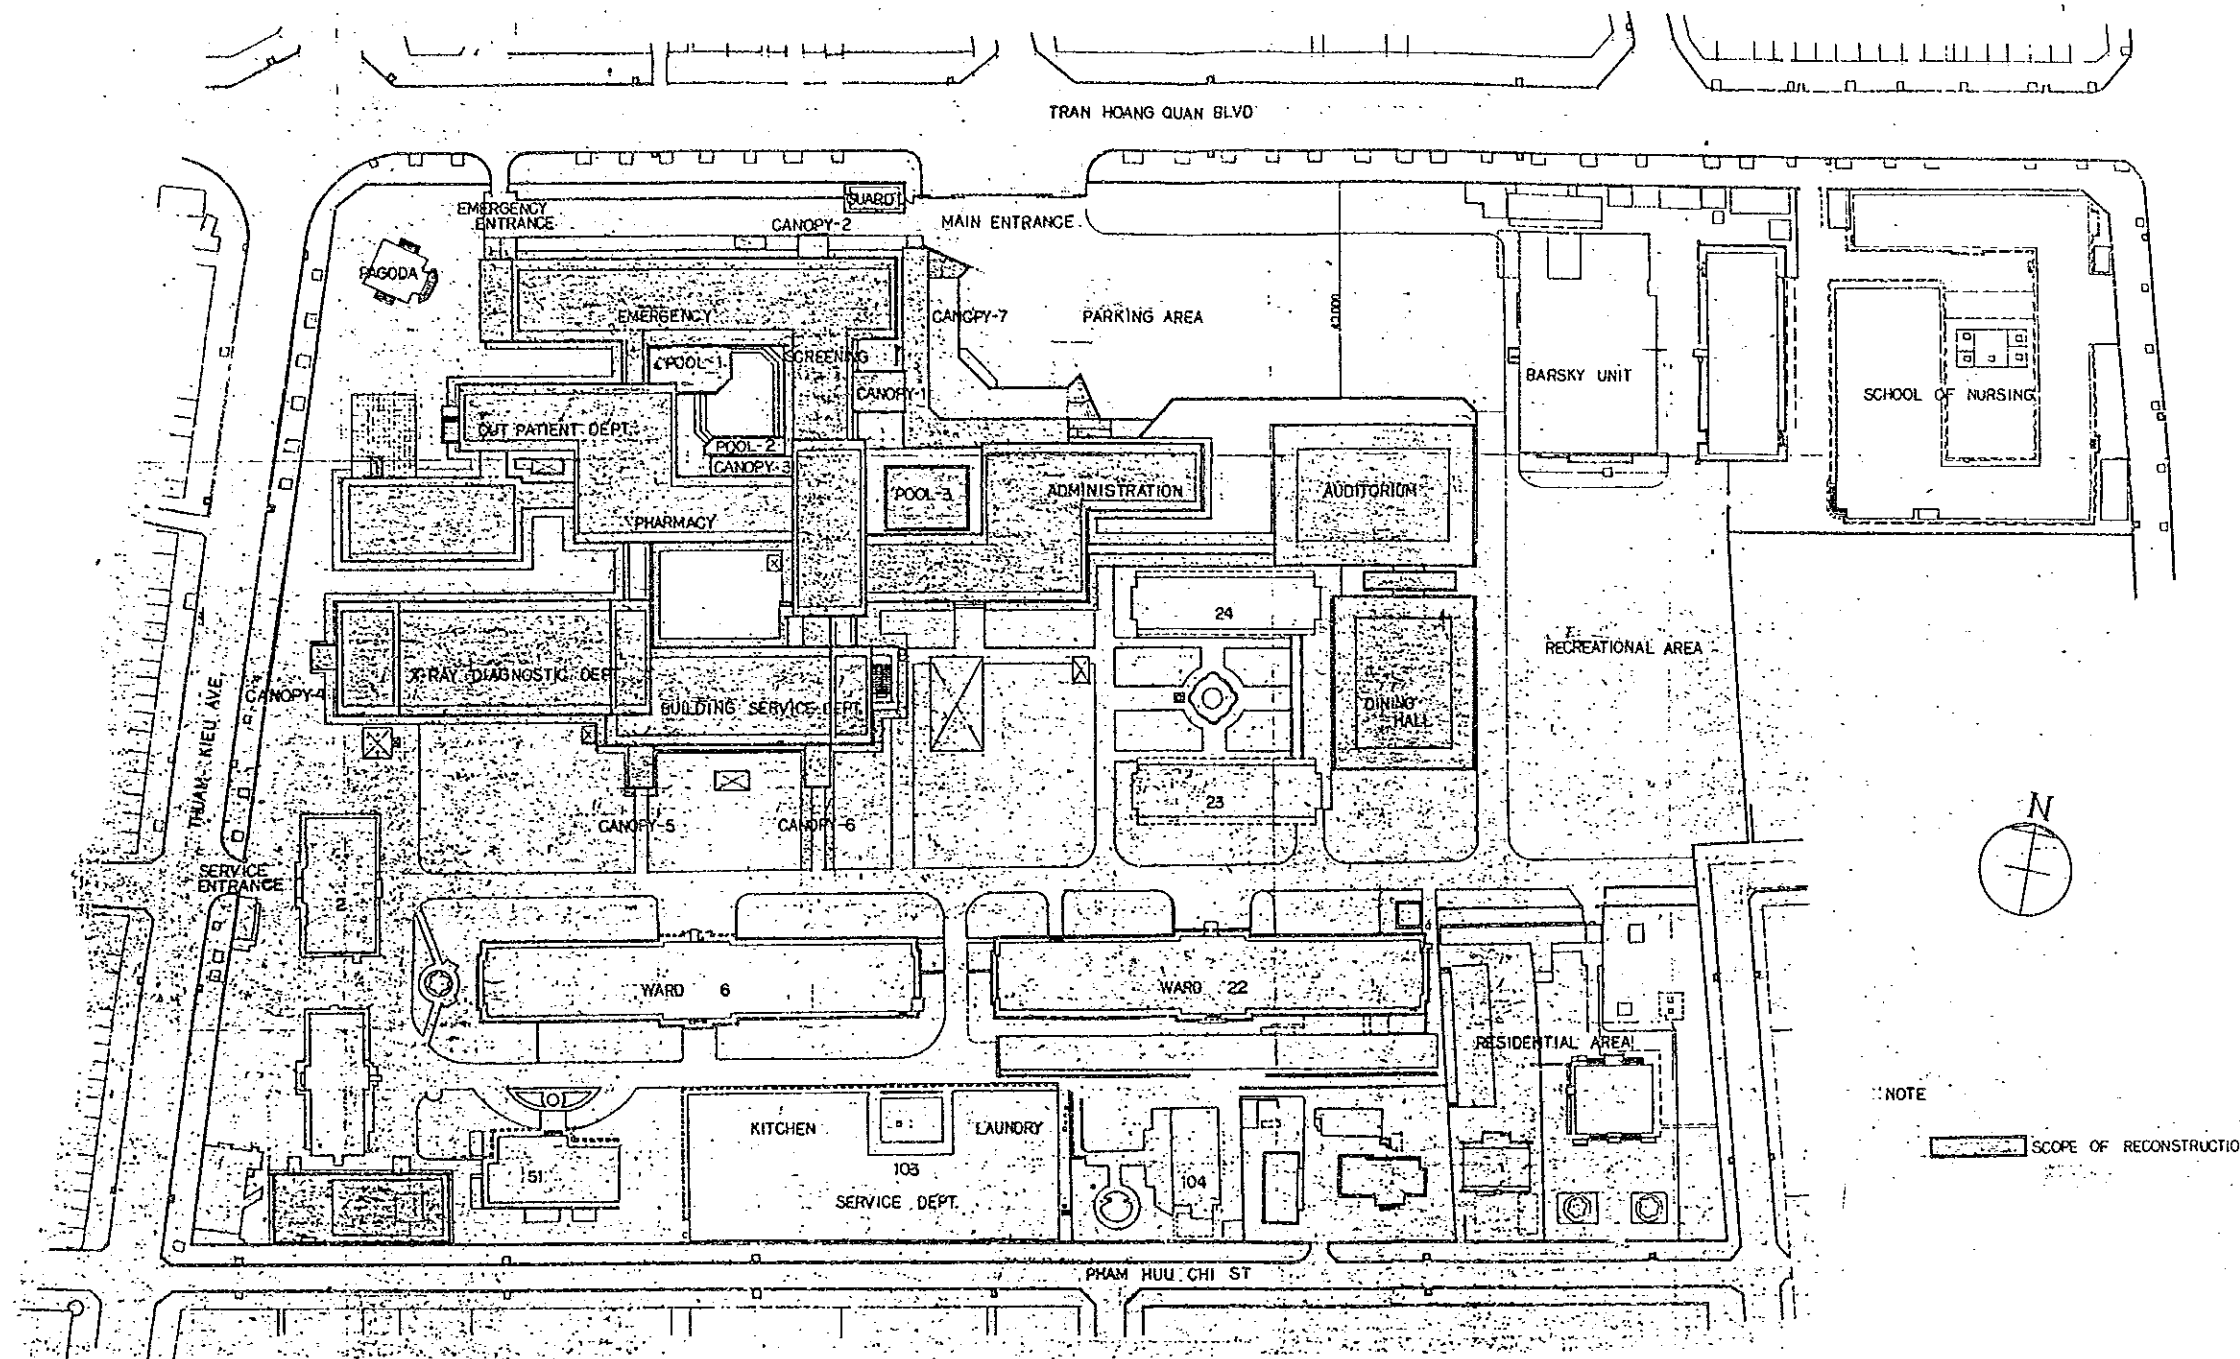 TRAN HOANG QUAN BLVD
EMERGENCY
ENTRANCE
GUARD
CANOPY-2
MAIN ENTRANCE
PAGODA
EMERGENCY
CANOPY-7
PARKING AREA
43,000
POOL-1
SCREENING
CANOPY-1
BARSKY UNIT
SCHOOL OF NURSING
OUT PATIENT DEPT.
POOL-2
CANOPY-3
POOL-3
ADMINISTRATION
AUDITORIUM
PHARMACY
24
RECREATIONAL AREA
X-RAY DIAGNOSTIC DEPT
CANOPY-4
BUILDING SERVICE DEPT.
DINING
HALL
THUAN KIEU AVE.
23
CANOPY-5
CANOPY-6
N
SERVICE
ENTRANCE
2
WARD 6
WARD 22
RESIDENTIAL AREA
NOTE
KITCHEN
LAUNDRY
SCOPE OF RECONSTRUCTIO
103
51
104
SERVICE DEPT.
PHAM HUU CHI ST